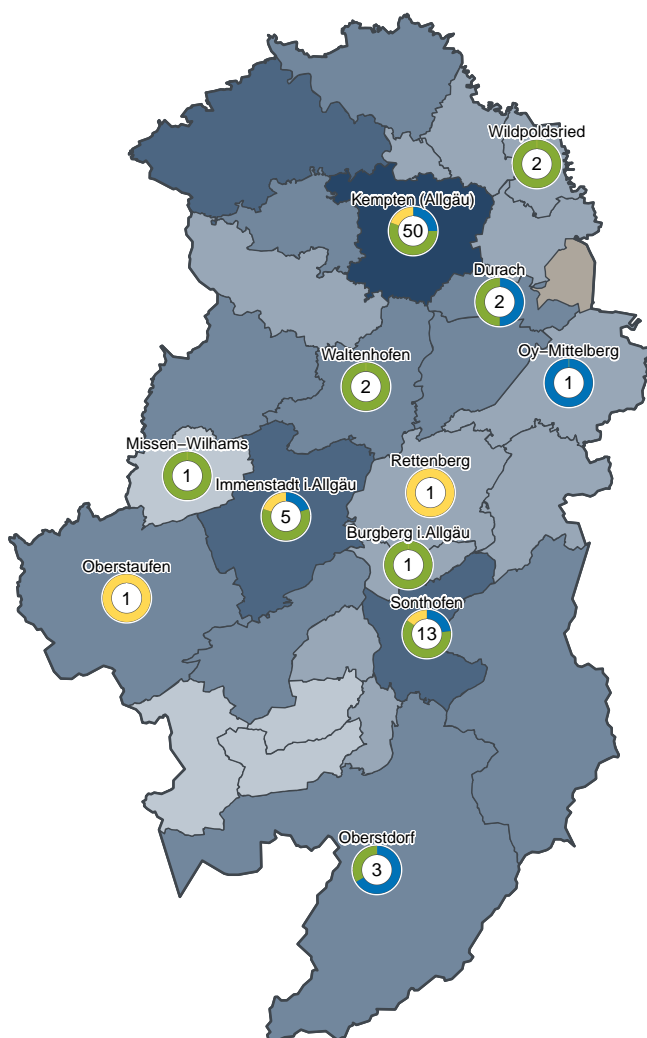 Wildpoldsried
2
Kempten (Allgäu)
50
Durach
2
Oy–Mittelberg
1
Waltenhofen
2
Missen–Wilhams
1
Rettenberg
1
Immenstadt i.Allgäu
5
Burgberg i.Allgäu
1
Oberstaufen
1
Sonthofen
13
Oberstdorf
3